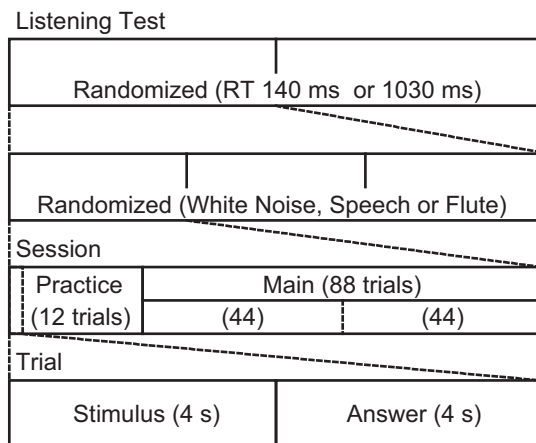 Listening Test
Randomized (RT 140 ms or 1030 ms)
Randomized (White Noise, Speech or Flute)
Session
Practice
(12 trials)
Main (88 trials)
(44) (44)
Trial
Stimulus (4 s) Answer (4 s)